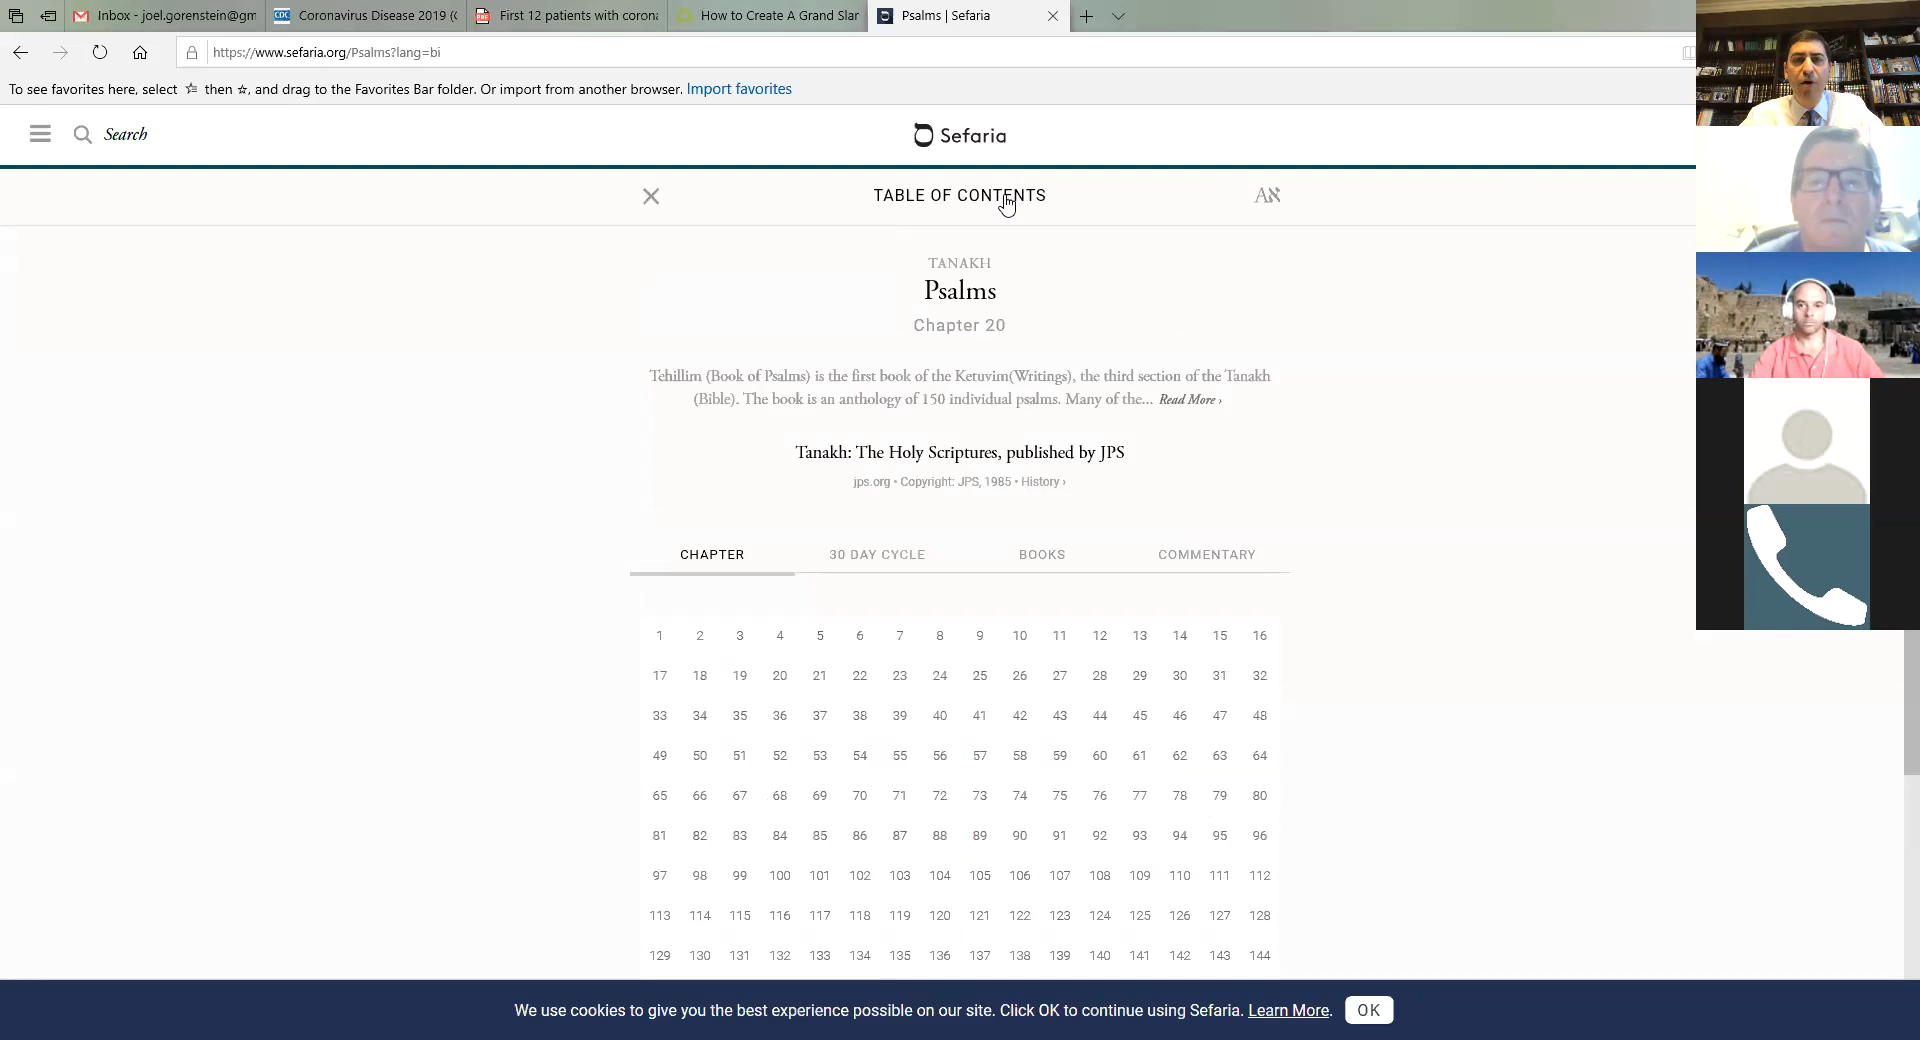 Inbox - joel.gorenstein@gm
Coronavirus Disease 2019 (C
First 12 patients with corona
How to Create A Grand Slar
Psalms | Sefaria
https://www.sefaria.org/Psalms?lang=bi
To see favorites here, select then , and drag to the Favorites Bar folder. Or import from another browser. Import favorites
Search
Sefaria
TABLE OF CONTENTS
Aא
TANAKH
Psalms
Chapter 20
Tehillim (Book of Psalms) is the first book of the Ketuvim(Writings), the third section of the Tanakh
(Bible). The book is an anthology of 150 individual psalms. Many of the... Read More ›
Tanakh: The Holy Scriptures, published by JPS
jps.org • Copyright: JPS, 1985 • History ›
CHAPTER 30 DAY CYCLE BOOKS COMMENTARY
1 2 3 4 5 6 7 8 9 10 11 12 13 14 15 16
17 18 19 20 21 22 23 24 25 26 27 28 29 30 31 32
33 34 35 36 37 38 39 40 41 42 43 44 45 46 47 48
49 50 51 52 53 54 55 56 57 58 59 60 61 62 63 64
65 66 67 68 69 70 71 72 73 74 75 76 77 78 79 80
81 82 83 84 85 86 87 88 89 90 91 92 93 94 95 96
97 98 99 100 101 102 103 104 105 106 107 108 109 110 111 112
113 114 115 116 117 118 119 120 121 122 123 124 125 126 127 128
129 130 131 132 133 134 135 136 137 138 139 140 141 142 143 144
We use cookies to give you the best experience possible on our site. Click OK to continue using Sefaria. Learn More. OK